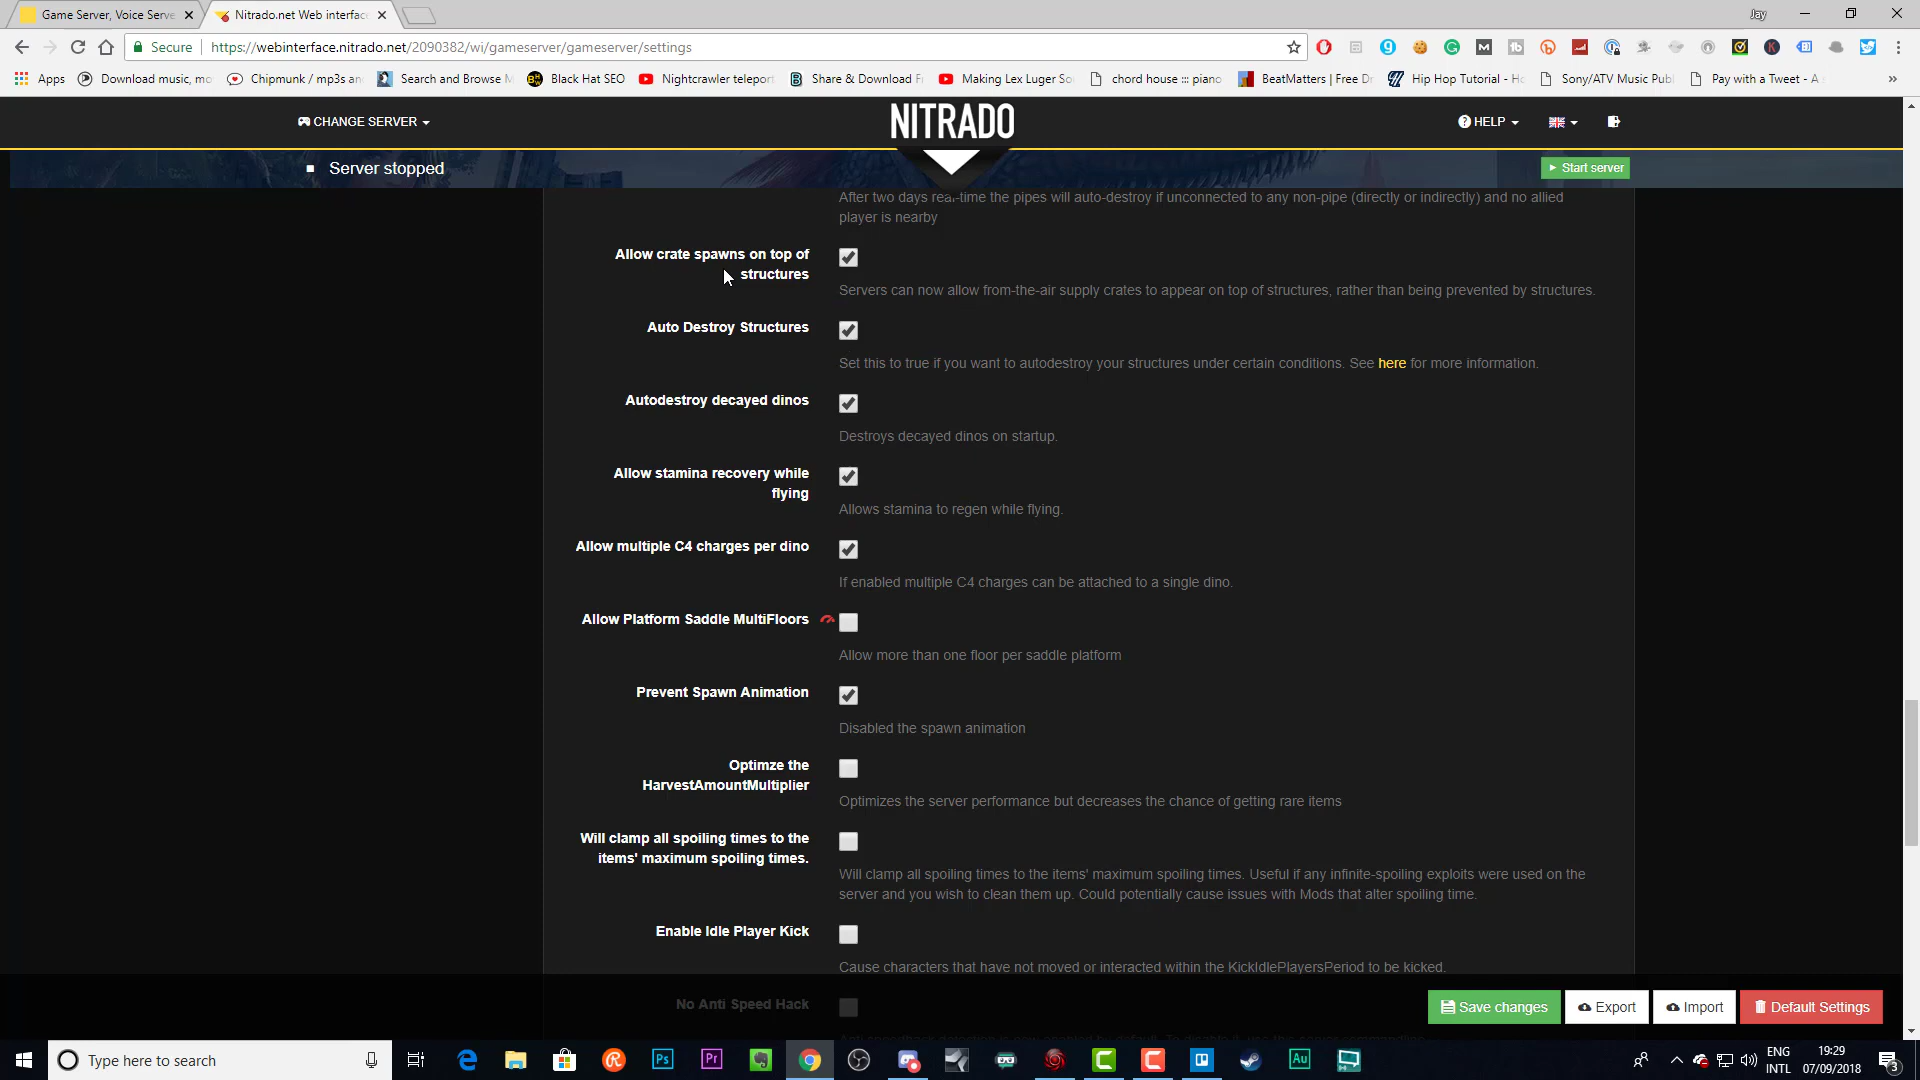 Game Server, Voice Serve
Nitrado.net Web interfac
Jay
Secure
https://webinterface.nitrado.net/2090382/wi/gameserver/gameserver/settings
Apps
Download music, mo
Chipmunk / mp3s an
Search and Browse M
Black Hat SEO
Nightcrawler teleport
Share & Download F
Making Lex Luger So
chord house ::: piano
BeatMatters | Free Dr
Hip Hop Tutorial - Ho
Sony/ATV Music Publ
Pay with a Tweet - A
CHANGE SERVER
NITRADO
HELP
Server stopped
Start server
After two days real-time the pipes will auto-destroy if unconnected to any non-pipe (directly or indirectly) and no allied
player is nearby
Allow crate spawns on top of
structures
Servers can now allow from-the-air supply crates to appear on top of structures, rather than being prevented by structures.
Auto Destroy Structures
Set this to true if you want to autodestroy your structures under certain conditions. See here for more information.
Autodestroy decayed dinos
Destroys decayed dinos on startup.
Allow stamina recovery while
flying
Allows stamina to regen while flying.
Allow multiple C4 charges per dino
If enabled multiple C4 charges can be attached to a single dino.
Allow Platform Saddle MultiFloors
Allow more than one floor per saddle platform
Prevent Spawn Animation
Disabled the spawn animation
Optimze the
HarvestAmountMultiplier
Optimizes the server performance but decreases the chance of getting rare items
Will clamp all spoiling times to the
items' maximum spoiling times.
Will clamp all spoiling times to the items' maximum spoiling times. Useful if any infinite-spoiling exploits were used on the
server and you wish to clean them up. Could potentially cause issues with Mods that alter spoiling time.
Enable Idle Player Kick
Cause characters that have not moved or interacted within the KickIdlePlayersPeriod to be kicked.
No Anti Speed Hack
Save changes
Export
Import
Default Settings
Type here to search
ENG
INTL
19:29
07/09/2018
3